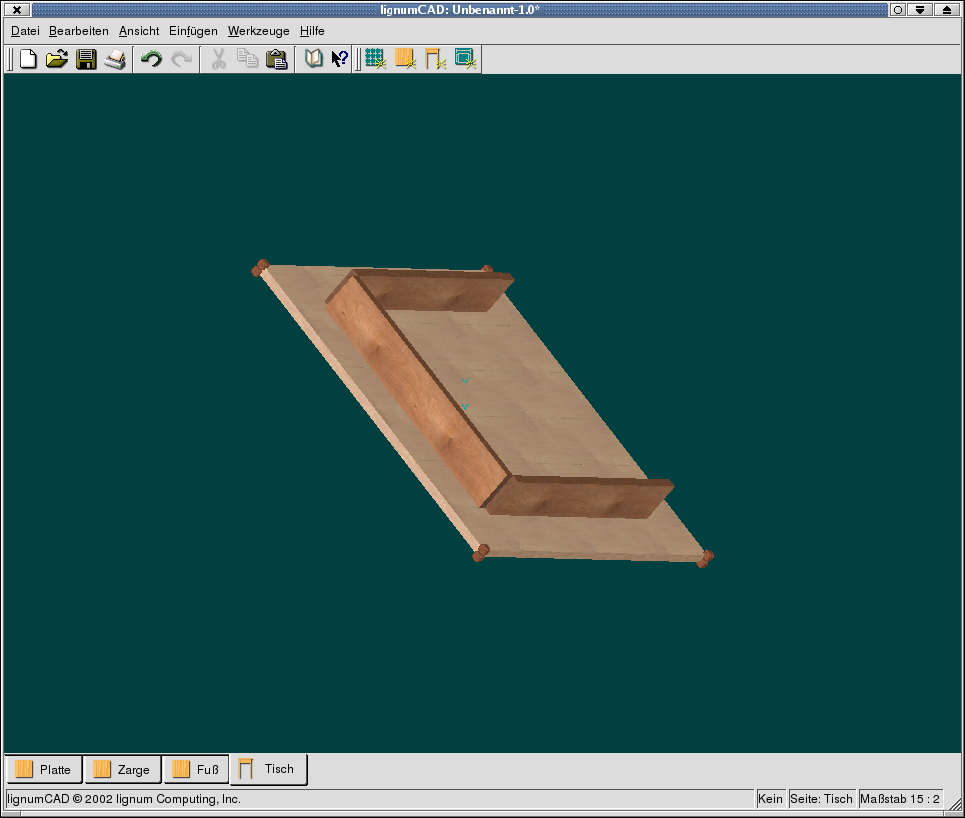 lignumCAD: Unbenannt-1.0*
Datei Bearbeiten Ansicht Einfügen Werkzeuge Hilfe
Platte Zarge Fuß Tisch
lignumCAD © 2002 lignum Computing, Inc. Kein Seite: Tisch Maßstab 15 : 2